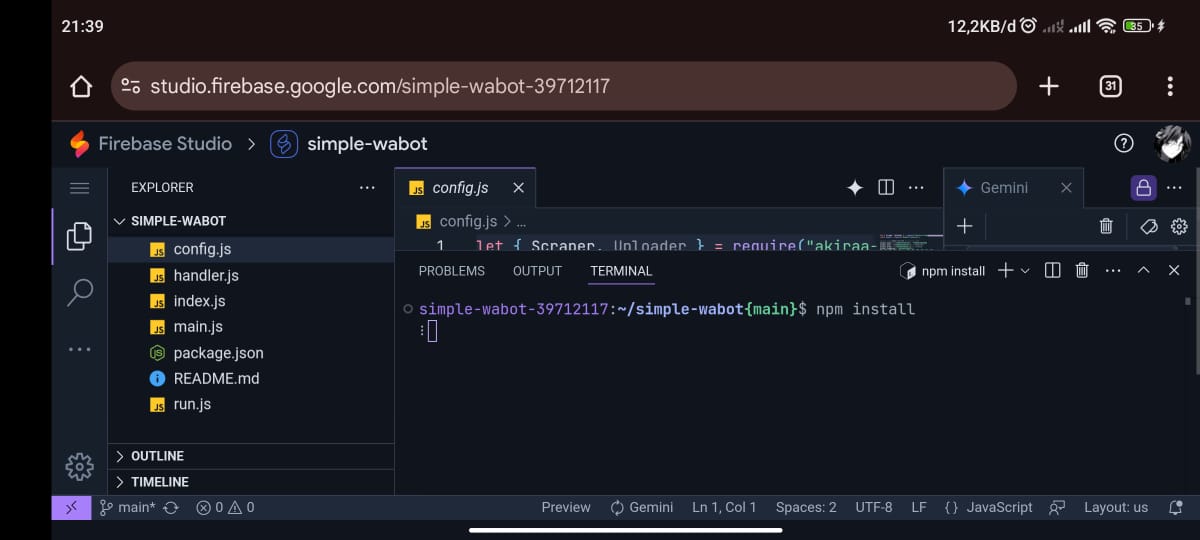 21:39
12,2KB/d
35
studio.firebase.google.com/simple-wabot-39712117
31
Firebase Studio > simple-wabot
EXPLORER
SIMPLE-WABOT
config.js
handler.js
index.js
main.js
package.json
README.md
run.js
OUTLINE
TIMELINE
config.js
config.js > ...
1 let { Scraper, Uploader } = require("akiraa-
Gemini
PROBLEMS OUTPUT TERMINAL
npm install
simple-wabot-39712117:~/simple-wabot{main}$ npm install
main* 0 0
Preview Gemini Ln 1, Col 1 Spaces: 2 UTF-8 LF {} JavaScript Layout: us